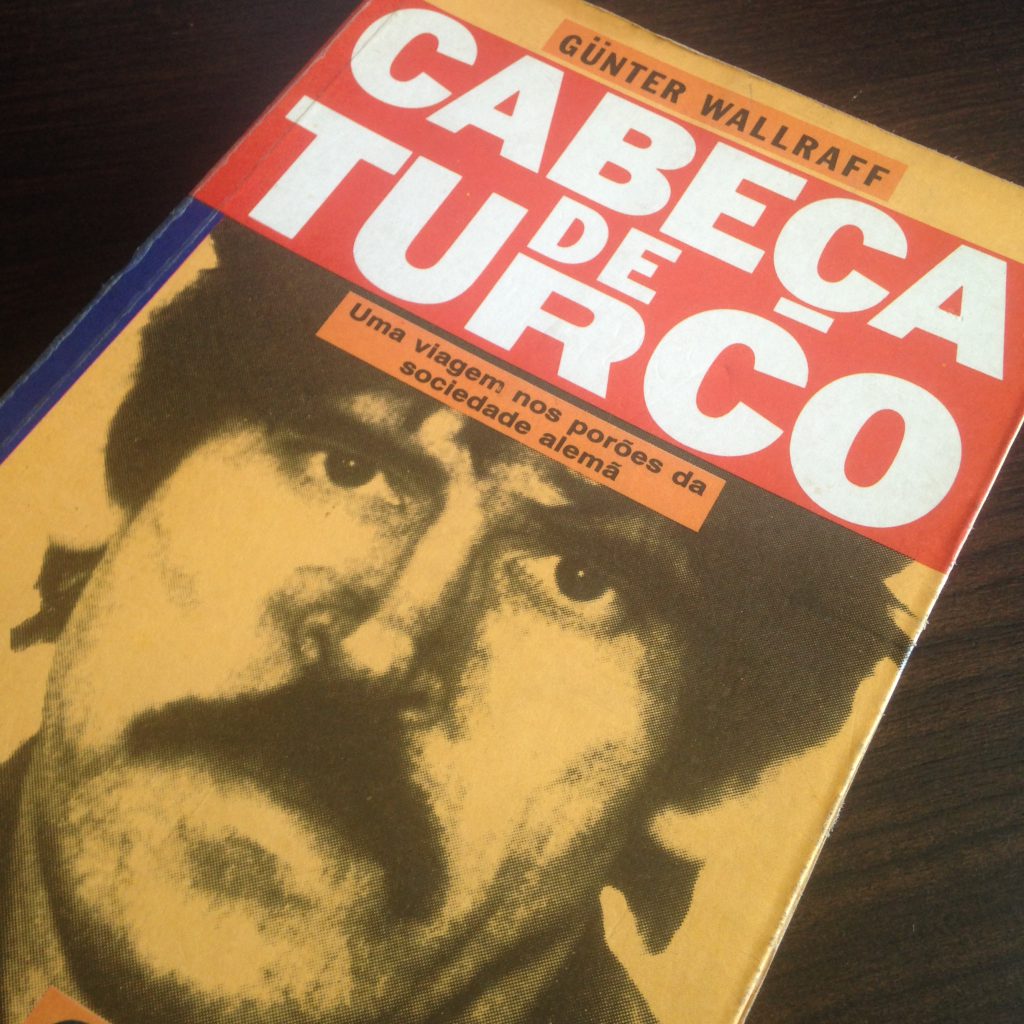 GÜNTER WALLRAFF
CABEÇA
DE
TURCO
Uma viagem nos porões da
sociedade alemã